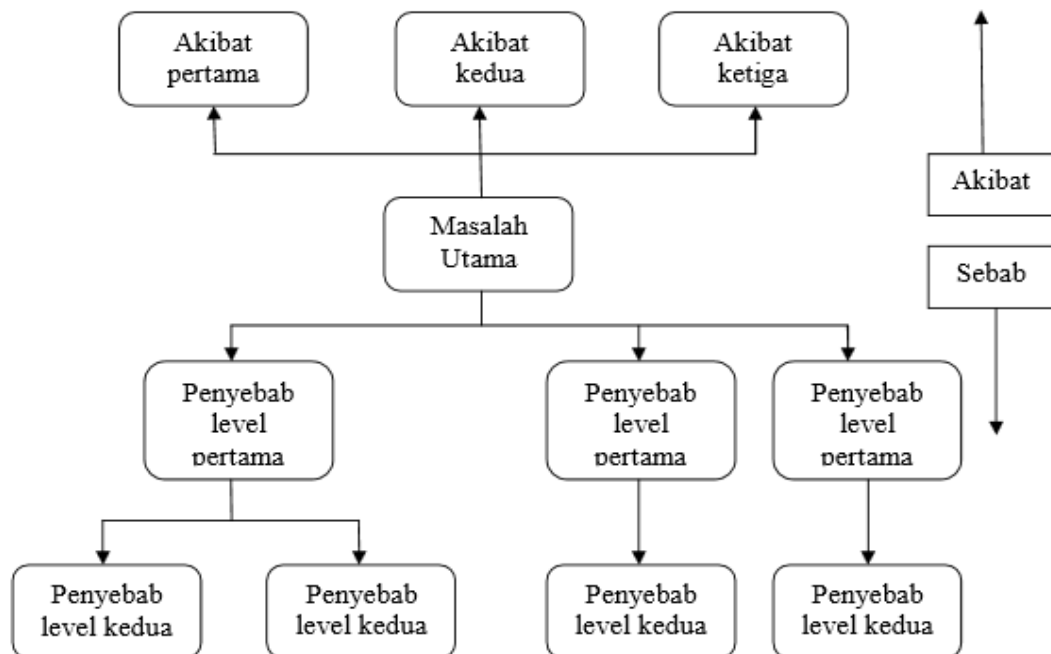 Akibat
pertama
Akibat
kedua
Akibat
ketiga
Akibat
Masalah
Utama
Sebab
Penyebab
level
pertama
Penyebab
level
pertama
Penyebab
level
pertama
Penyebab
level kedua
Penyebab
level kedua
Penyebab
level kedua
Penyebab
level kedua